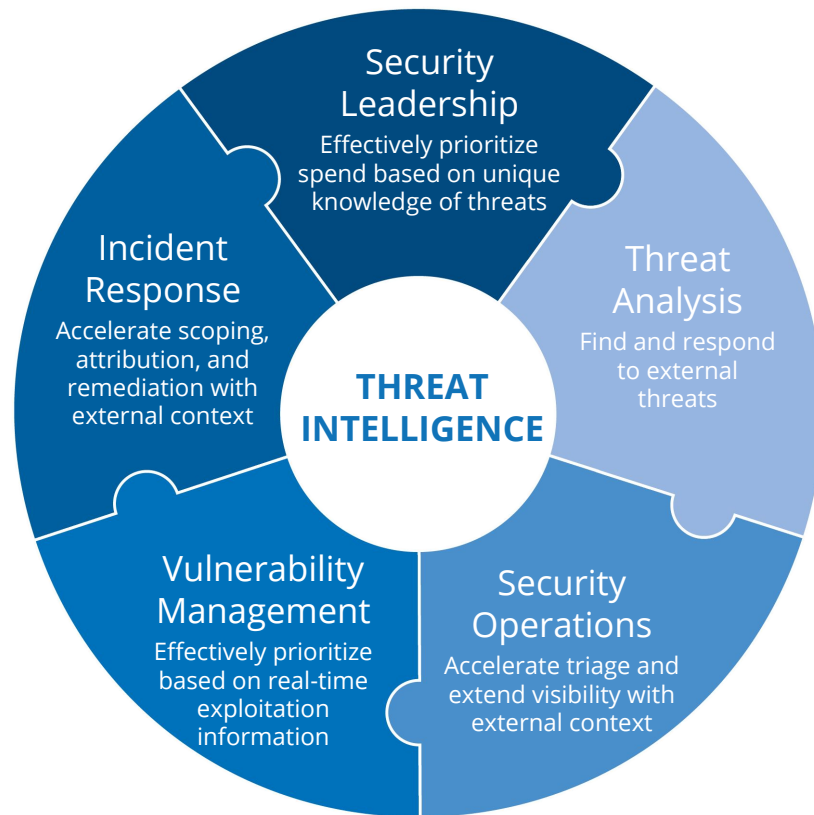 Security
Leadership
Effectively prioritize
spend based on unique
knowledge of threats
Threat
Analysis
Find and respond
to external
threats
Security
Operations
Accelerate triage and
extend visibility with
external context
Vulnerability
Management
Effectively prioritize
based on real-time
exploitation
information
Incident
Response
Accelerate scoping,
attribution, and
remediation with
external context
THREAT
INTELLIGENCE